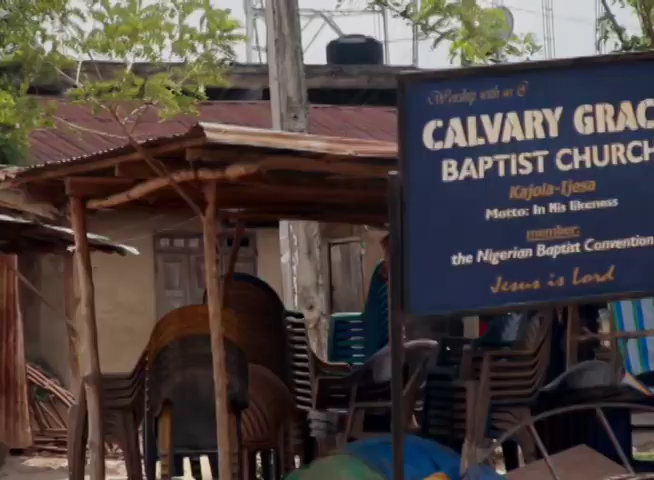 Worship with us @
CALVARY GRAC
BAPTIST CHURCH
Kajola-Ijesa
Motto: In His likeness
member:
the Nigerian Baptist Convention
Jesus is Lord